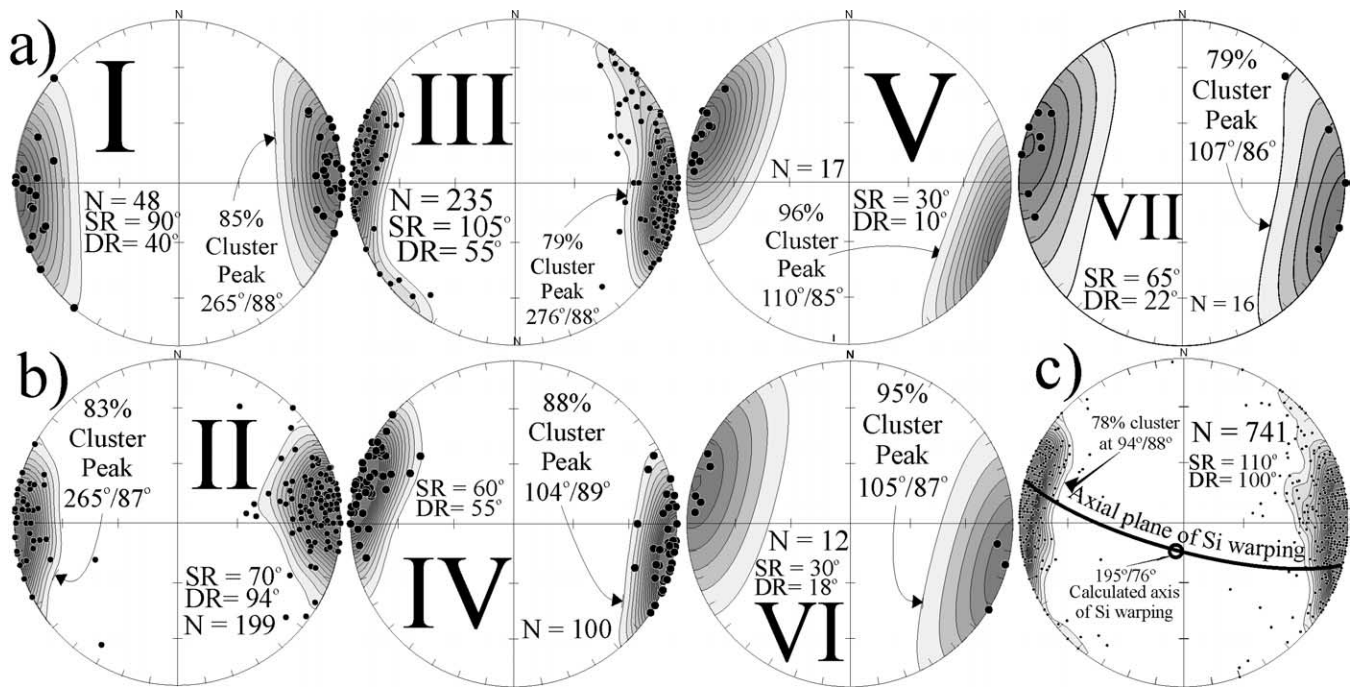 a)
N
I
N = 48
SR = 90°
DR = 40°
85%
Cluster
Peak
265°/88°
N
III
N = 235
SR = 105°
DR = 55°
79%
Cluster
Peak
276°/88°
N
V
N = 17
SR = 30°
DR = 10°
96%
Cluster
Peak
110°/85°
N
VII
79%
Cluster
Peak
107°/86°
SR = 65°
DR = 22°
N = 16
b)
N
II
83%
Cluster
Peak
265°/87°
SR = 70°
DR = 94°
N = 199
N
IV
88%
Cluster
Peak
104°/89°
SR = 60°
DR = 55°
N = 100
N
VI
95%
Cluster
Peak
105°/87°
N = 12
SR = 30°
DR = 18°
c)
N
78% cluster
at 94°/88°
N = 741
SR = 110°
DR = 100°
Axial plane of Si warping
195°/76°
Calculated axis
of Si warping